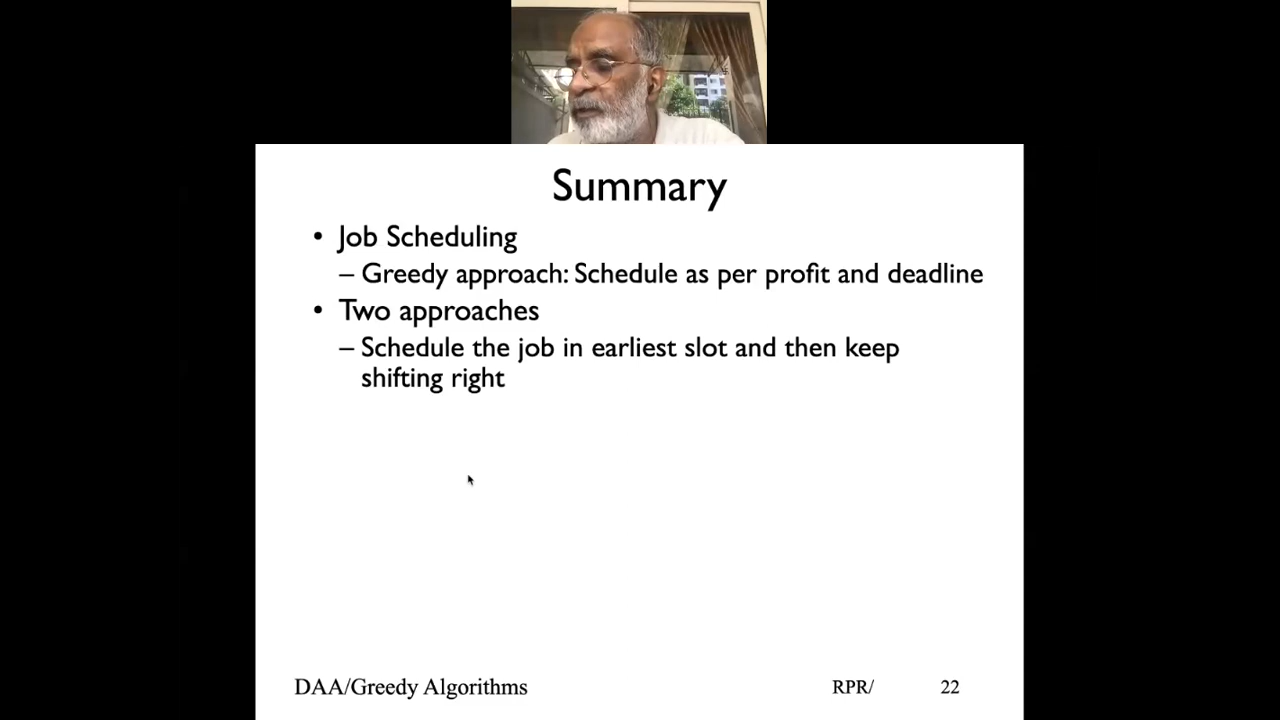 Summary
• Job Scheduling
– Greedy approach: Schedule as per profit and deadline
• Two approaches
– Schedule the job in earliest slot and then keep
shifting right
DAA/Greedy Algorithms RPR/ 22